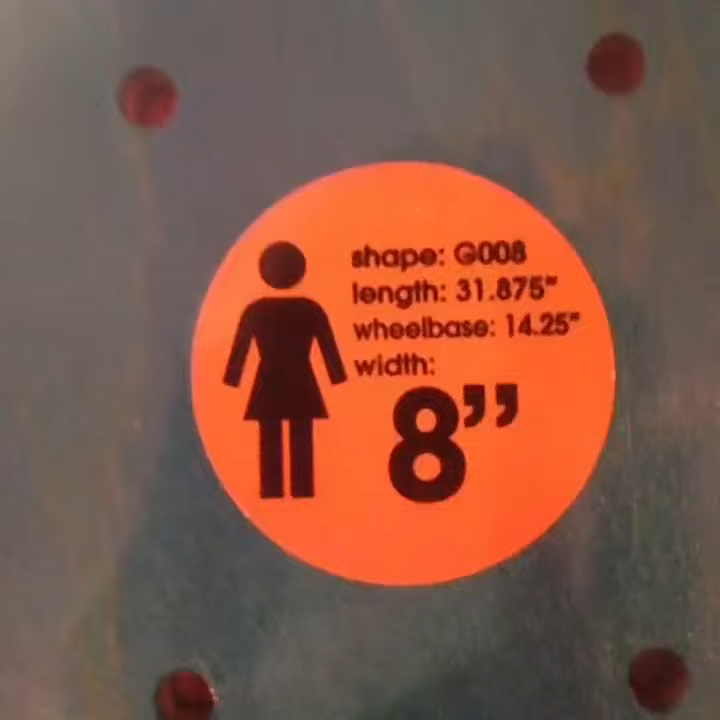 shape: G008
length: 31.875"
wheelbase: 14.25"
width:
8”